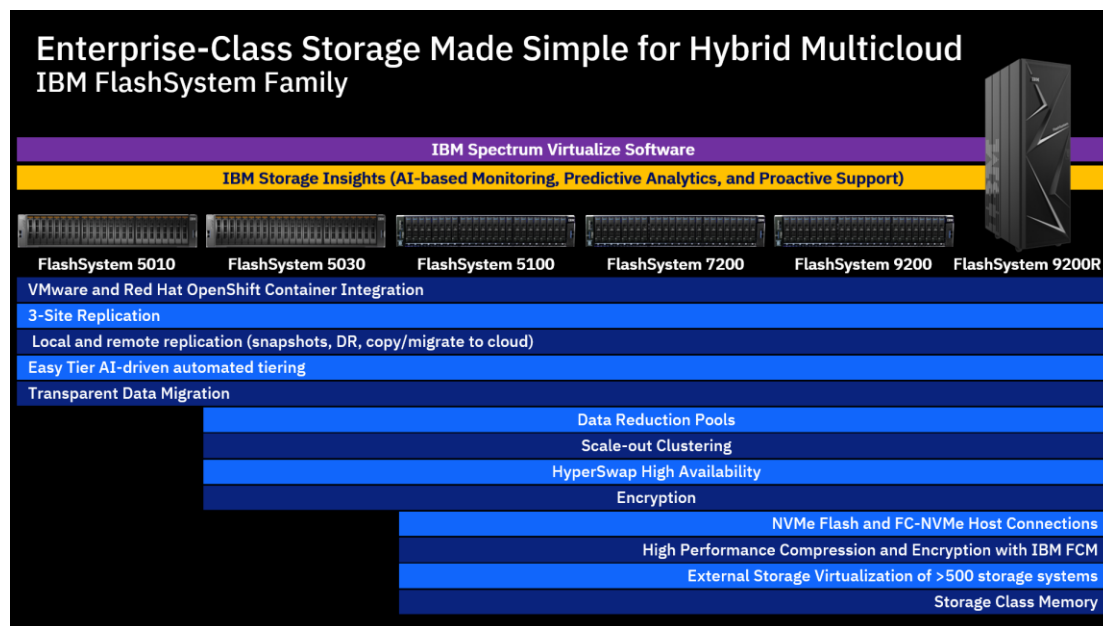 Enterprise-Class Storage Made Simple for Hybrid Multicloud
IBM FlashSystem Family
IBM Spectrum Virtualize Software
IBM Storage Insights (AI-based Monitoring, Predictive Analytics, and Proactive Support)
IBM
FlashSystem 5010
FlashSystem 5030
FlashSystem 5100
FlashSystem 7200
FlashSystem 9200
FlashSystem 9200R
VMware and Red Hat OpenShift Container Integration
3-Site Replication
Local and remote replication (snapshots, DR, copy/migrate to cloud)
Easy Tier AI-driven automated tiering
Transparent Data Migration
Data Reduction Pools
Scale-out Clustering
HyperSwap High Availability
Encryption
NVMe Flash and FC-NVMe Host Connections
High Performance Compression and Encryption with IBM FCM
External Storage Virtualization of >500 storage systems
Storage Class Memory